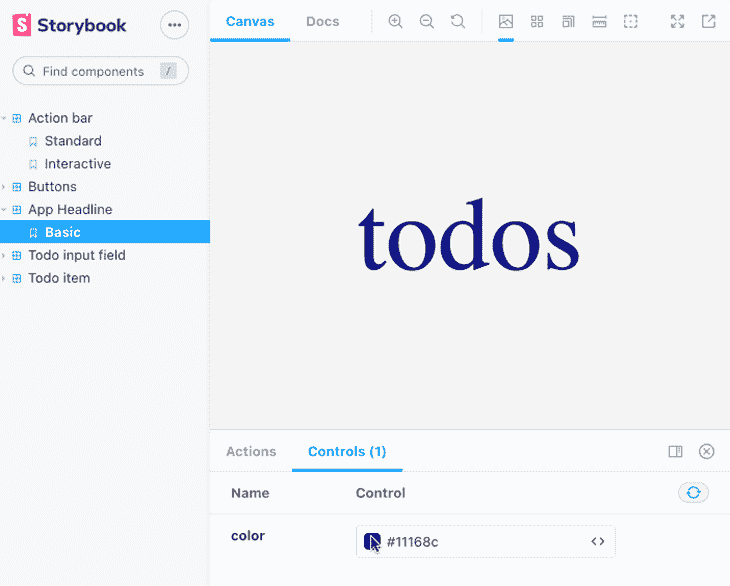 Storybook
Find components /
Action bar
Standard
Interactive
Buttons
App Headline
Basic
Todo input field
Todo item
Canvas Docs
todos
Actions Controls (1)
Name Control
color #11168c